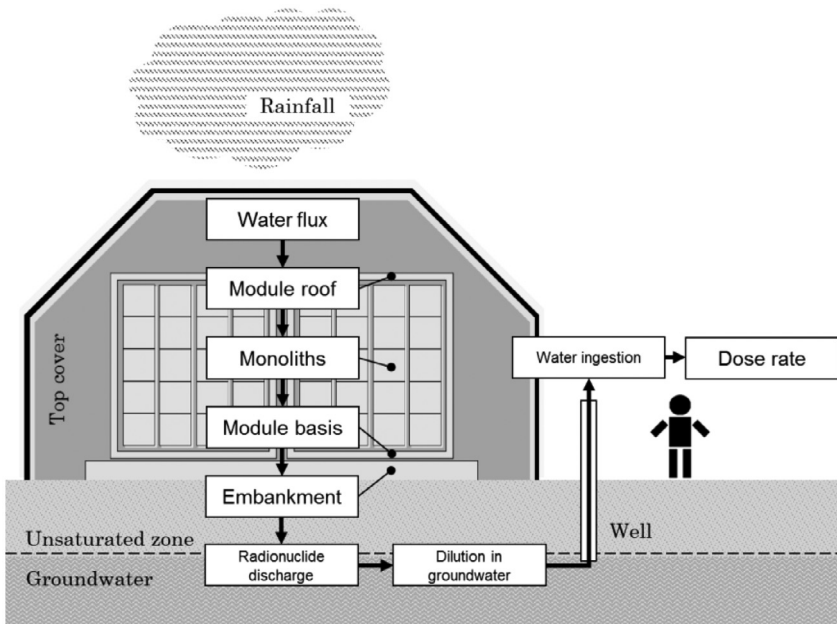 Rainfall
Water flux
Module roof
Monoliths
Water ingestion
Dose rate
Top cover
Module basis
Embankment
Unsaturated zone
Well
Radionuclide
discharge
Dilution in
groundwater
Groundwater